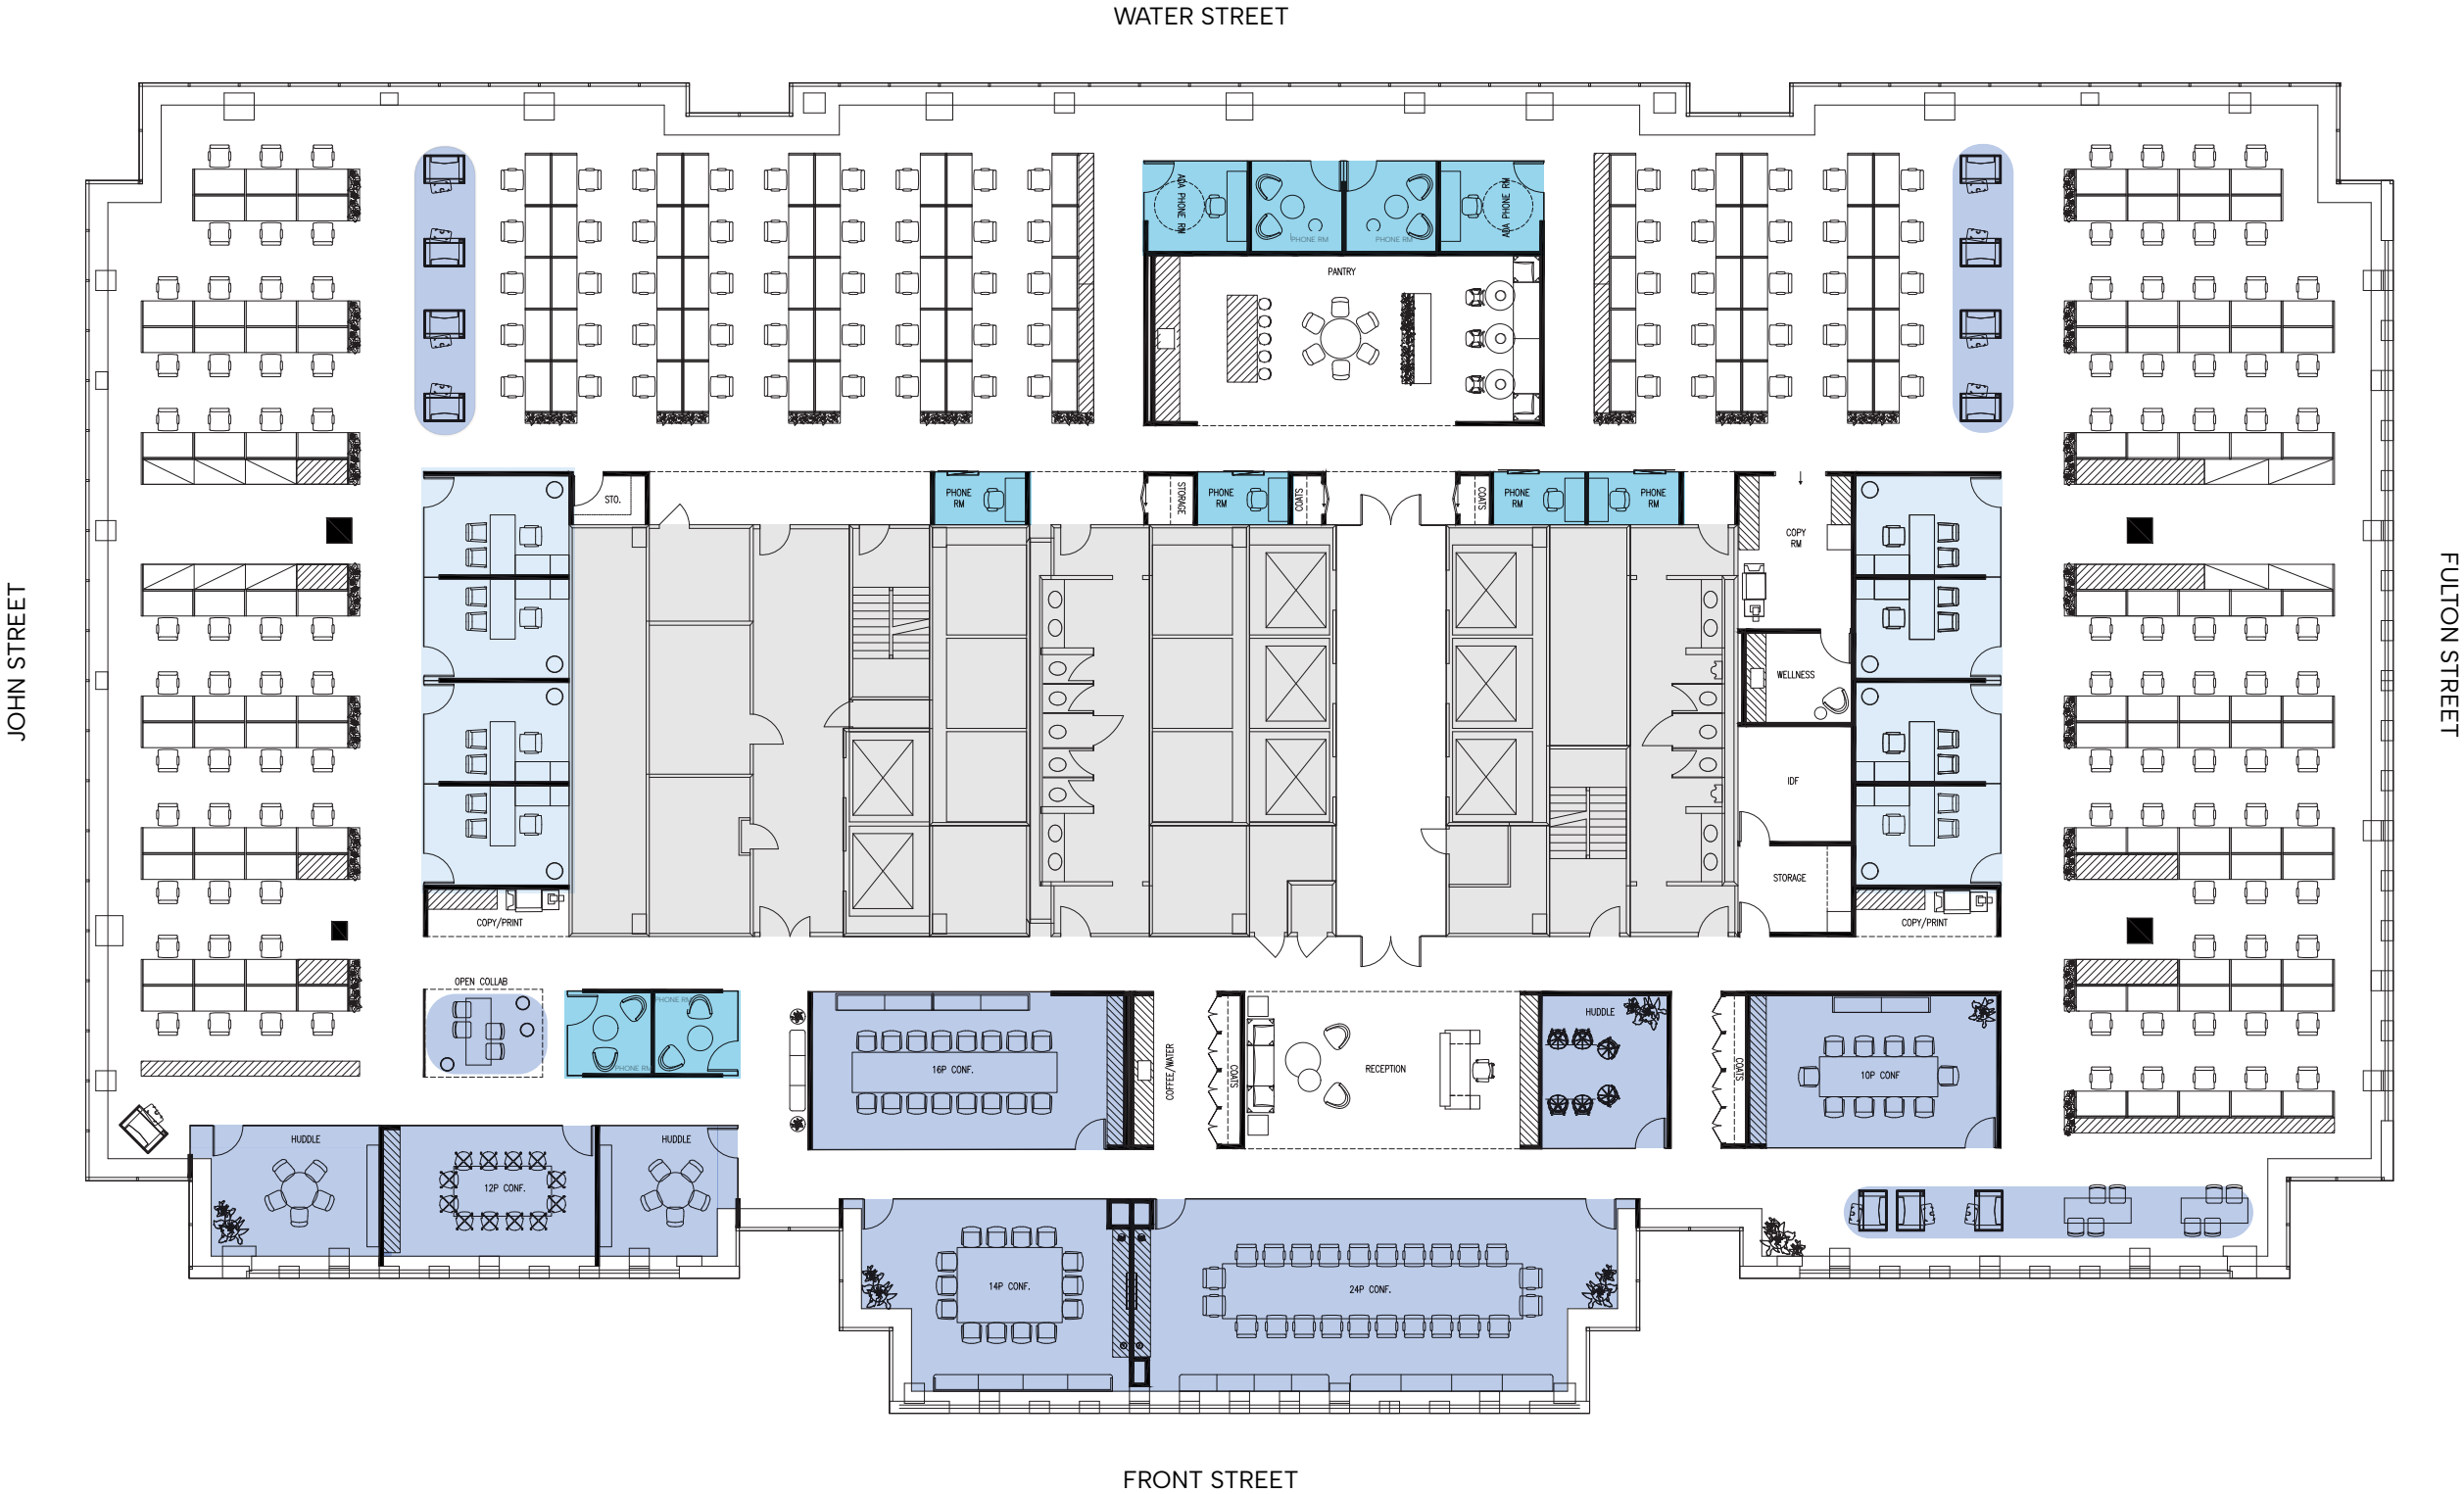 WATER STREET
JOHN STREET
FULTON STREET
ADA PHONE RM
PHONE RM
PHONE RM
ADA PHONE RM
PANTRY
STO.
PHONE
RM
STORAGE
PHONE
RM
COATS
COATS
PHONE
RM
PHONE
RM
COPY
RM
WELLNESS
IDF
STORAGE
COPY/PRINT
COPY/PRINT
OPEN COLLAB
PHONE RM
PHONE RM
16P CONF.
COFFEE/WATER
COATS
RECEPTION
HUDDLE
COATS
10P CONF
HUDDLE
12P CONF.
HUDDLE
14P CONF.
24P CONF.
FRONT STREET